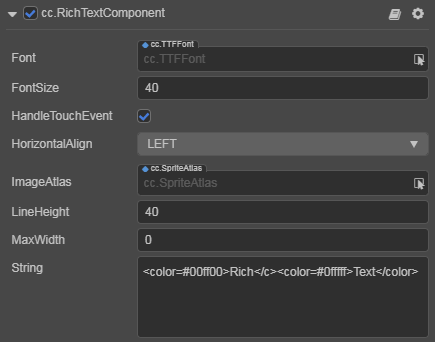 cc.RichTextComponent
Font
cc.TTFFont
cc.TTFFont
FontSize
40
HandleTouchEvent
HorizontalAlign
LEFT
ImageAtlas
cc.SpriteAtlas
cc.SpriteAtlas
LineHeight
40
MaxWidth
0
String
<color=#00ff00>Rich</c><color=#0fffff>Text</color>